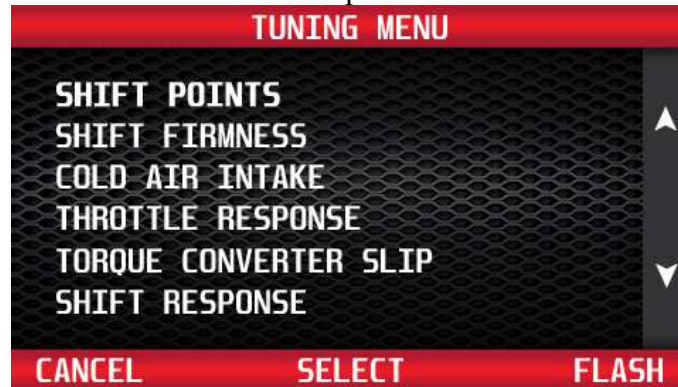 TUNING MENU
SHIFT POINTS
SHIFT FIRMNESS
COLD AIR INTAKE
THROTTLE RESPONSE
TORQUE CONVERTER SLIP
SHIFT RESPONSE
CANCEL SELECT FLASH